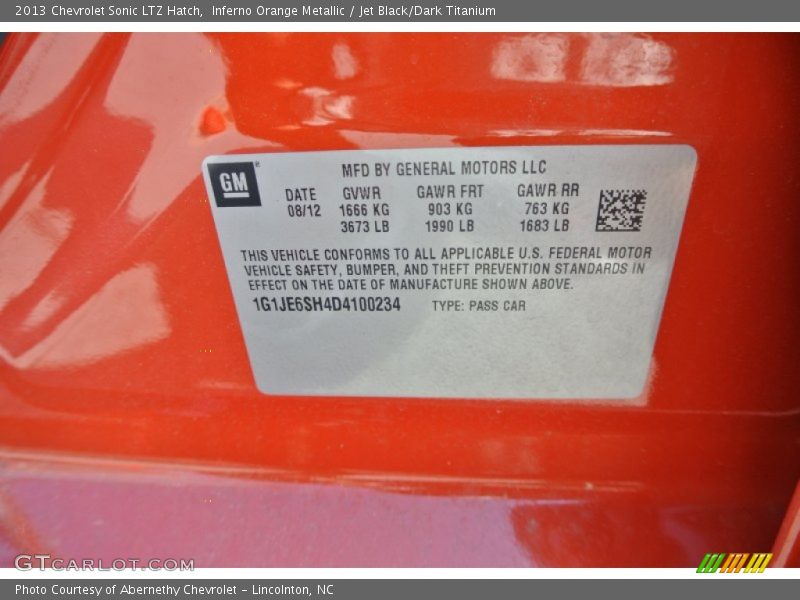 2013 Chevrolet Sonic LTZ Hatch,  Inferno Orange Metallic / Jet Black/Dark Titanium
GM®
MFD BY GENERAL MOTORS LLC
DATE GVWR GAWR FRT GAWR RR
08/12 1666 KG 903 KG 763 KG
3673 LB 1990 LB 1683 LB
THIS VEHICLE CONFORMS TO ALL APPLICABLE U.S. FEDERAL MOTOR
VEHICLE SAFETY, BUMPER, AND THEFT PREVENTION STANDARDS IN
EFFECT ON THE DATE OF MANUFACTURE SHOWN ABOVE.
1G1JE6SH4D4100234 TYPE: PASS CAR
GTCARLOT.COM
Photo Courtesy of Abernethy Chevrolet – Lincolnton, NC